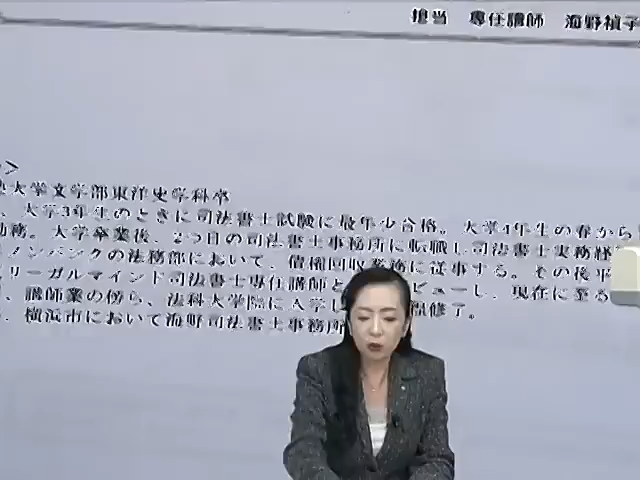 担当 専任講師 海野禎子
>
大学文学部東洋史学科卒
、大学3年生のときに司法書士試験に最年少合格。大学4年生の春から
勤務。大学卒業後、2つ目の司法書士事務所に転職し司法書士実務経
ノンバンクの法務部において、債権回収業務に従事する。その後平
リーガルマインド司法書士専任講師と ビューし、現在に至る
、講師業の傍ら、法科大学院に入学し 修了。
、横浜市において海野司法書士事務所